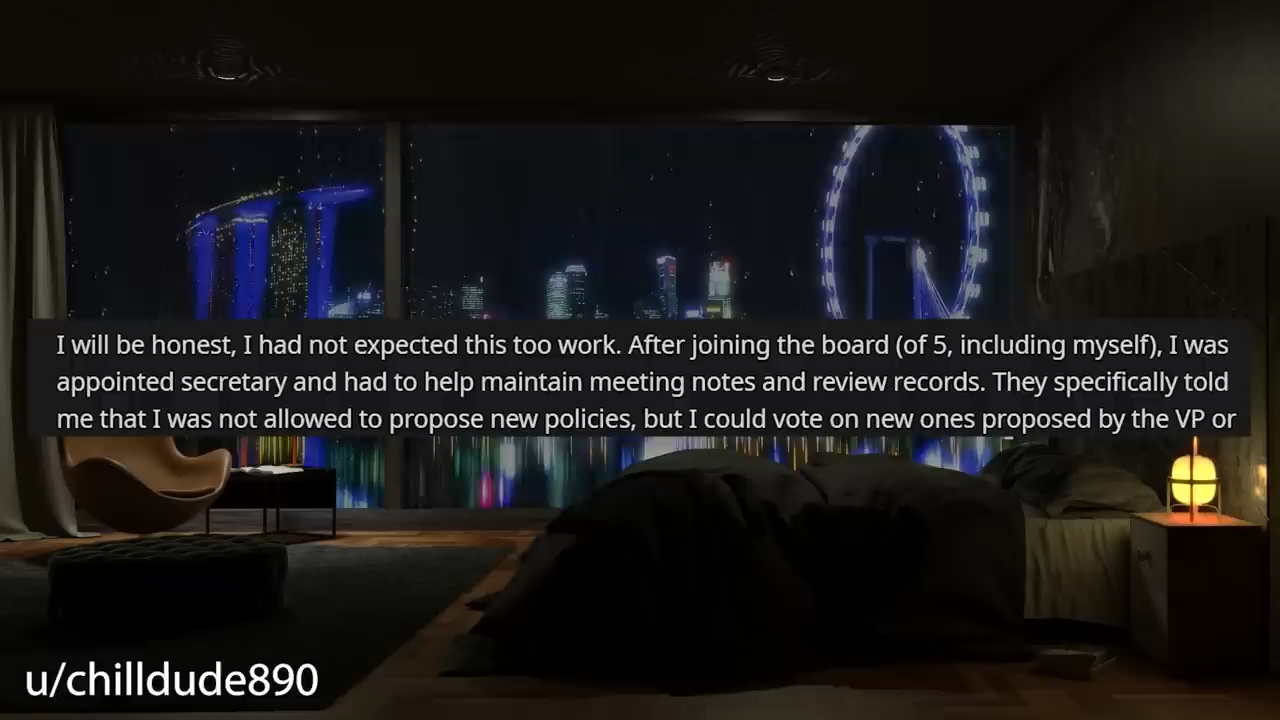 I will be honest, I had not expected this too work. After joining the board (of 5, including myself), I was
appointed secretary and had to help maintain meeting notes and review records. They specifically told
me that I was not allowed to propose new policies, but I could vote on new ones proposed by the VP or
u/chilldude890